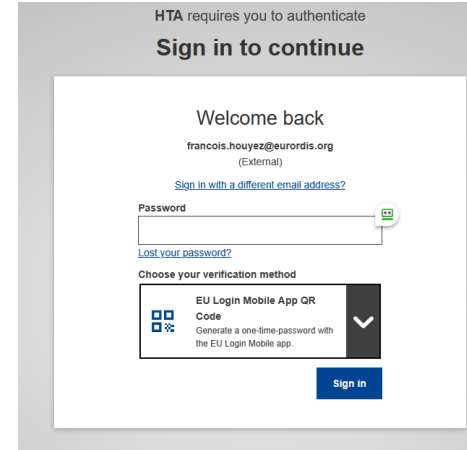 HTA requires you to authenticate
Sign in to continue
Welcome back
francois.houyez@eurordis.org
(External)
Sign in with a different email address?
Password
Lost your password?
Choose your verification method
EU Login Mobile App QR
Code
Generate a one-time-password with
the EU Login Mobile app.
Sign in